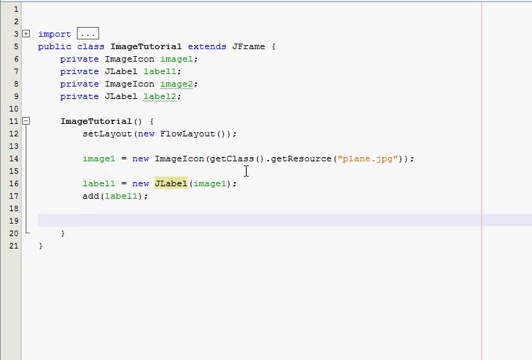 1
2
3 import ...
5 public class ImageTutorial extends JFrame {
6 private ImageIcon image1;
7 private JLabel label1;
8 private ImageIcon image2;
9 private JLabel label2;
10
11 ImageTutorial() {
12 setLayout(new FlowLayout());
13
14 image1 = new ImageIcon(getClass().getResource("plane.jpg"));
15
16 label1 = new JLabel(image1);
17 add(label1);
18
19
20 }
21 }